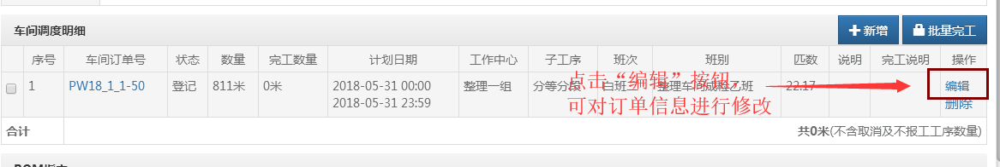 车间调度明细
新增 批量完工
序号 车间订单号 状态 数量 完工数量 计划日期 工作中心 子工序 班次 班别 匹数 说明 完工说明 操作
1 PW18_1_1-50 登记 811米 0米 2018-05-31 00:00 整理一组 分等分段 白班 整理车间成检乙班 22.17 编辑
2018-05-31 23:59 删除
点击“编辑”按钮，
可对订单信息进行修改
合计 共0米(不含取消及不报工工序数量)